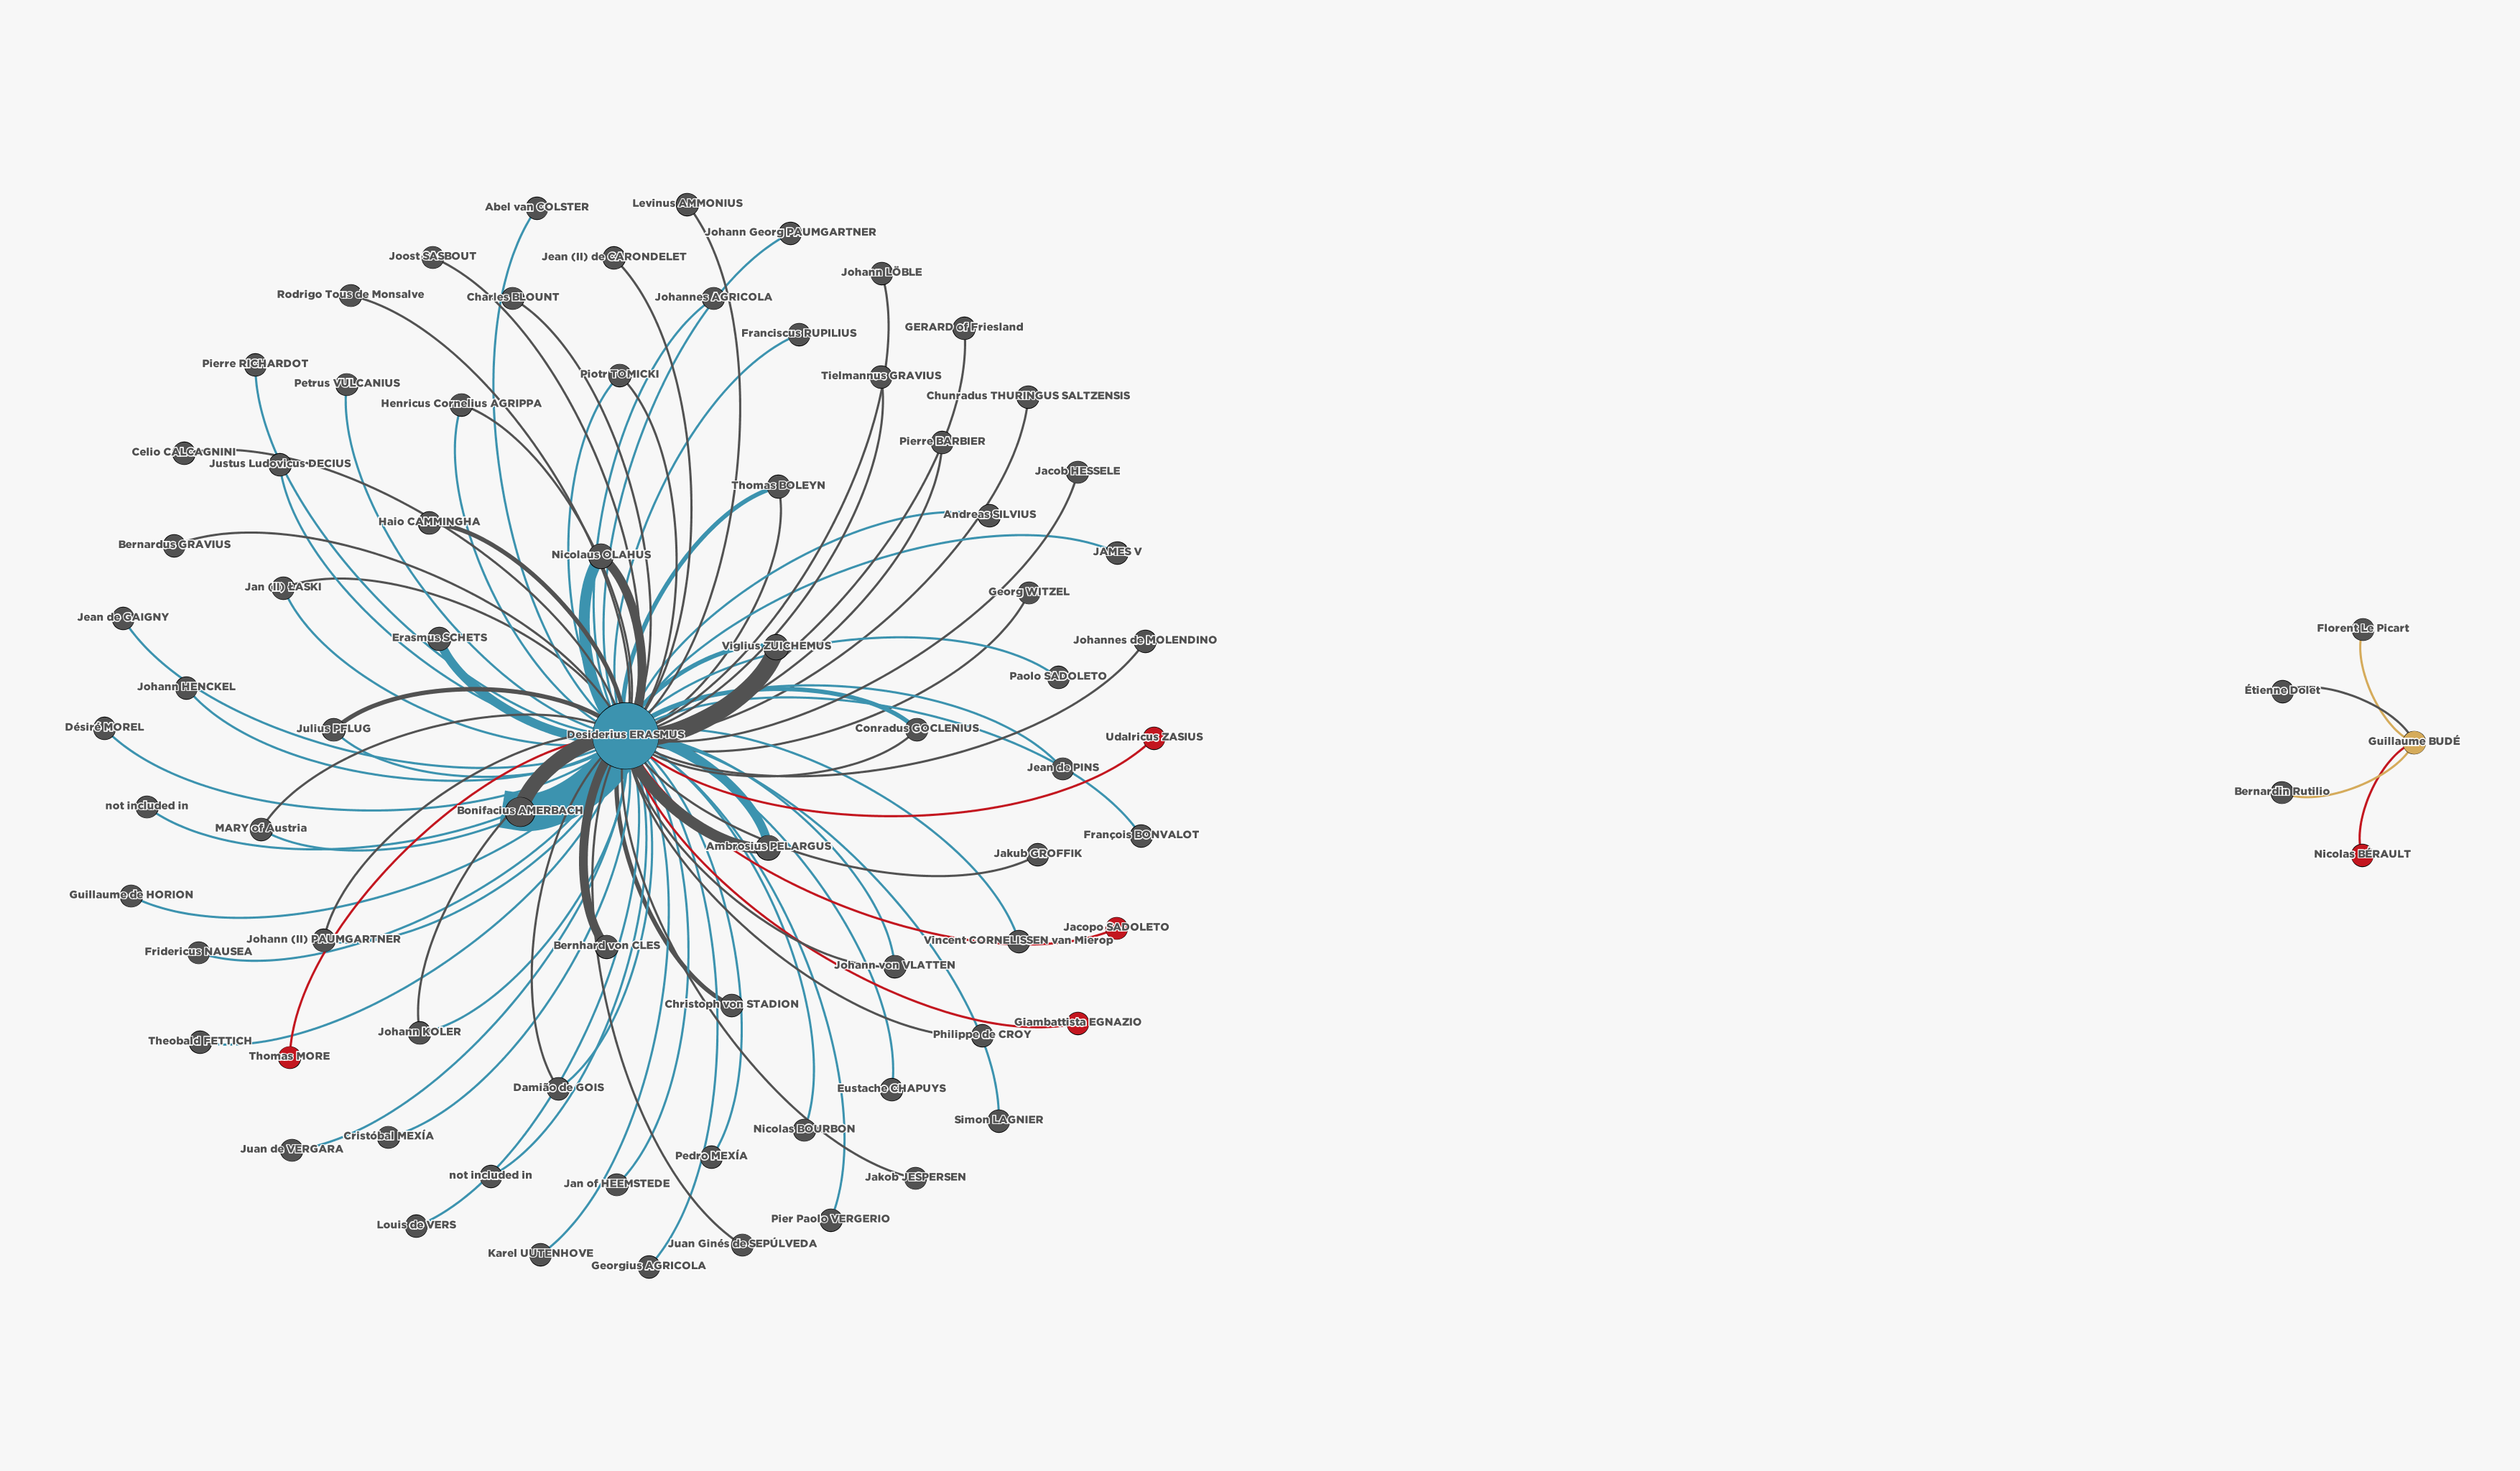 Levinus AMMONIUS
Abel van COLSTER
Johann Georg PAUMGARTNER
Joost SASBOUT
Jean (II) de CARONDELET
Johann LÖBLE
Rodrigo Tous de Monsalve
Charles BLOUNT
Johannes AGRICOLA
GERARD of Friesland
Franciscus RUPILIUS
Pierre RICHARDOT
Piotr TOMICKI
Tielmannus GRAVIUS
Petrus VULCANIUS
Chunradus THURINGUS SALTZENSIS
Henricus Cornelius AGRIPPA
Pierre BARBIER
Celio CALCAGNINI
Justus Ludovicus DECIUS
Jacob HESSELE
Thomas BOLEYN
Andreas SILVIUS
Haio CAMMINGHA
Bernardus GRAVIUS
JAMES V
Nicolaus OLAHUS
Jan (II) ŁASKI
Georg WITZEL
Jean de GAIGNY
Florent Le Picart
Erasmus SCHETS
Johannes de MOLENDINO
Viglius ZUICHEMUS
Paolo SADOLETO
Johann HENCKEL
Étienne Dolet
Désiré MOREL
Julius PFLUG
Conradus GOCLENIUS
Desiderius ERASMUS
Udalricus ZASIUS
Guillaume BUDÉ
Jean de PINS
Bernardin Rutilio
not included in
Bonifacius AMERBACH
MARY of Austria
François BONVALOT
Ambrosius PELARGUS
Jakub GROFFIK
Nicolas BÉRAULT
Guillaume de HORION
Jacopo SADOLETO
Johann (II) PAUMGARTNER
Vincent CORNELISSEN van Mierop
Bernhard von CLES
Fridericus NAUSEA
Johann von VLATTEN
Christoph von STADION
Giambattista EGNAZIO
Johann KOLER
Philippe de CROY
Theobald FETTICH
Thomas MORE
Damião de GOIS
Eustache CHAPUYS
Simon LAGNIER
Nicolas BOURBON
Cristóbal MEXÍA
Juan de VERGARA
Pedro MEXÍA
not included in
Jakob JESPERSEN
Jan of HEEMSTEDE
Pier Paolo VERGERIO
Louis de VERS
Juan Ginés de SEPÚLVEDA
Karel UUTENHOVE
Georgius AGRICOLA